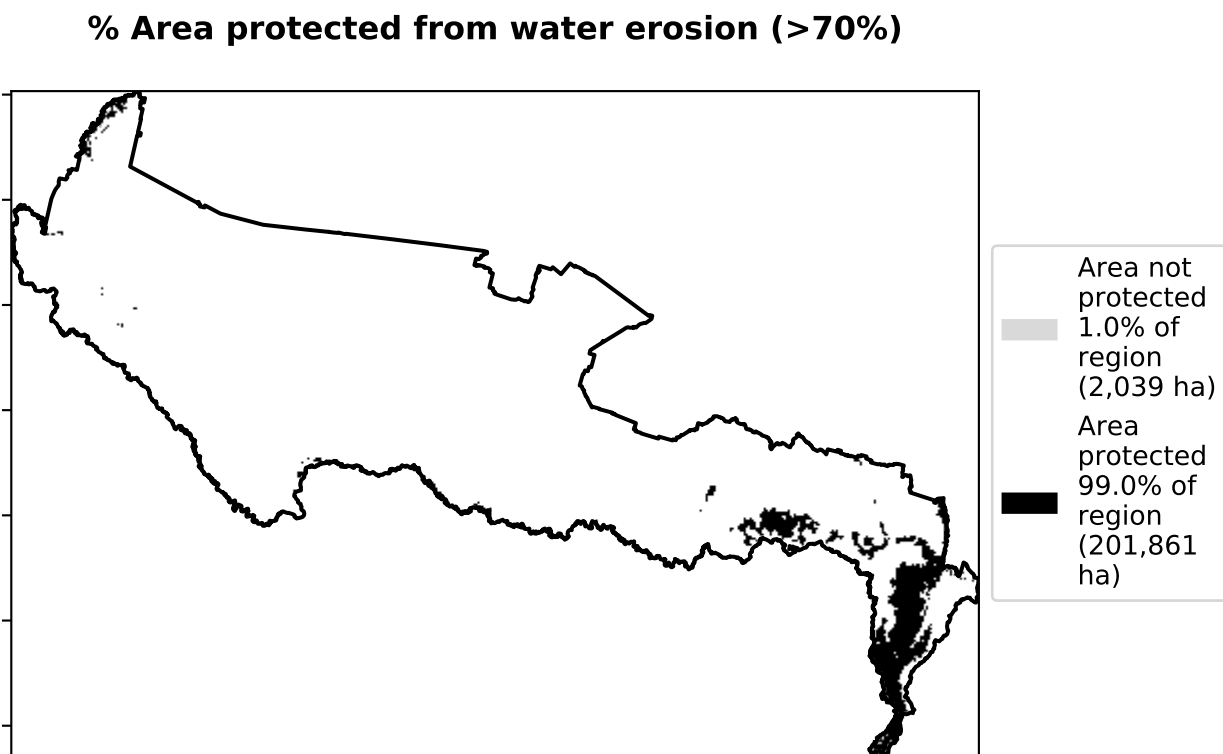 % Area protected from water erosion (>70%)
Area not
protected
1.0% of
region
(2,039 ha)
Area
protected
99.0% of
region
(201,861
ha)